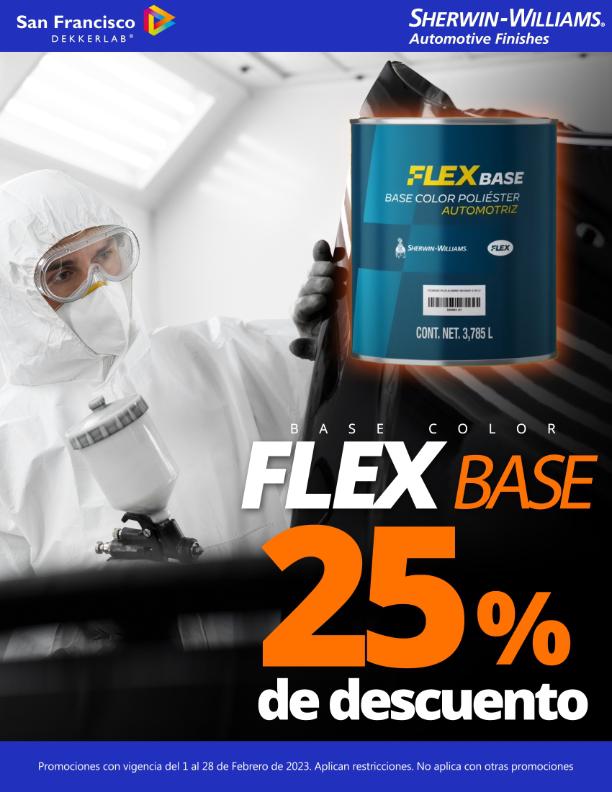 San Francisco
DEKKERLAB®
SHERWIN-WILLIAMS®
Automotive Finishes
FLEX BASE
BASE COLOR POLIÉSTER
AUTOMOTRIZ
SHERWIN-WILLIAMS.
FLEX
CONT. NET. 3,785 L
BASE COLOR
FLEX BASE
25%
de descuento
Promociones con vigencia del 1 al 28 de Febrero de 2023. Aplican restricciones. No aplica con otras promociones